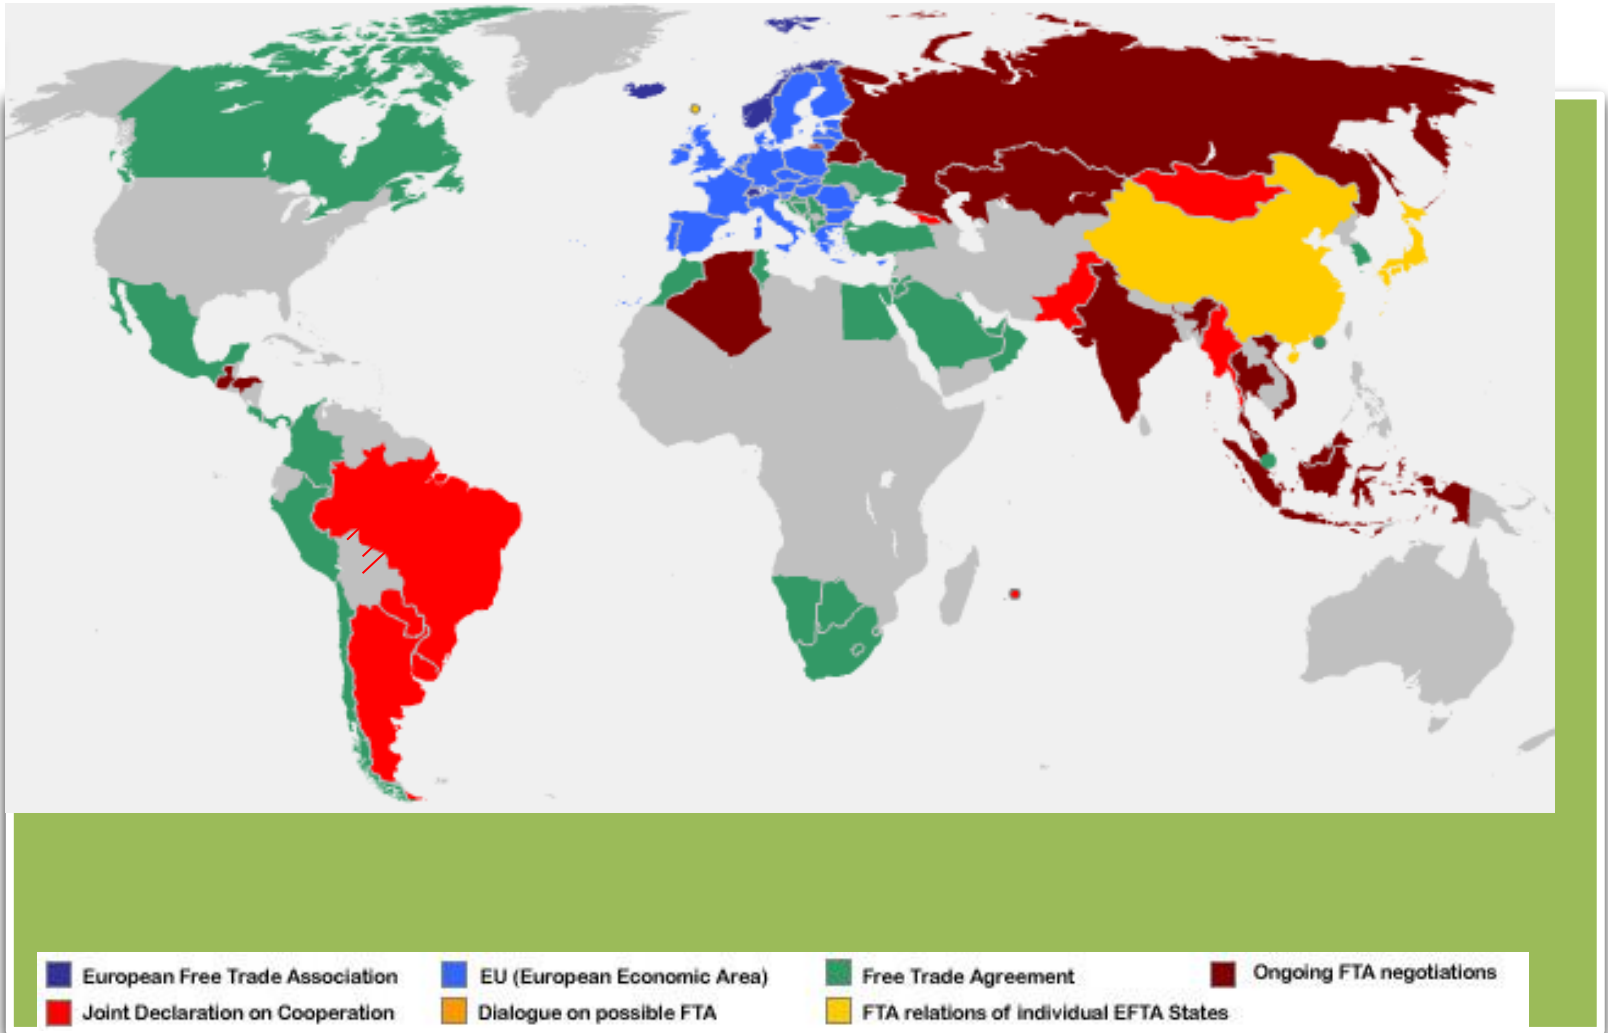 European Free Trade Association
EU (European Economic Area)
Free Trade Agreement
Ongoing FTA negotiations
Joint Declaration on Cooperation
Dialogue on possible FTA
FTA relations of individual EFTA States